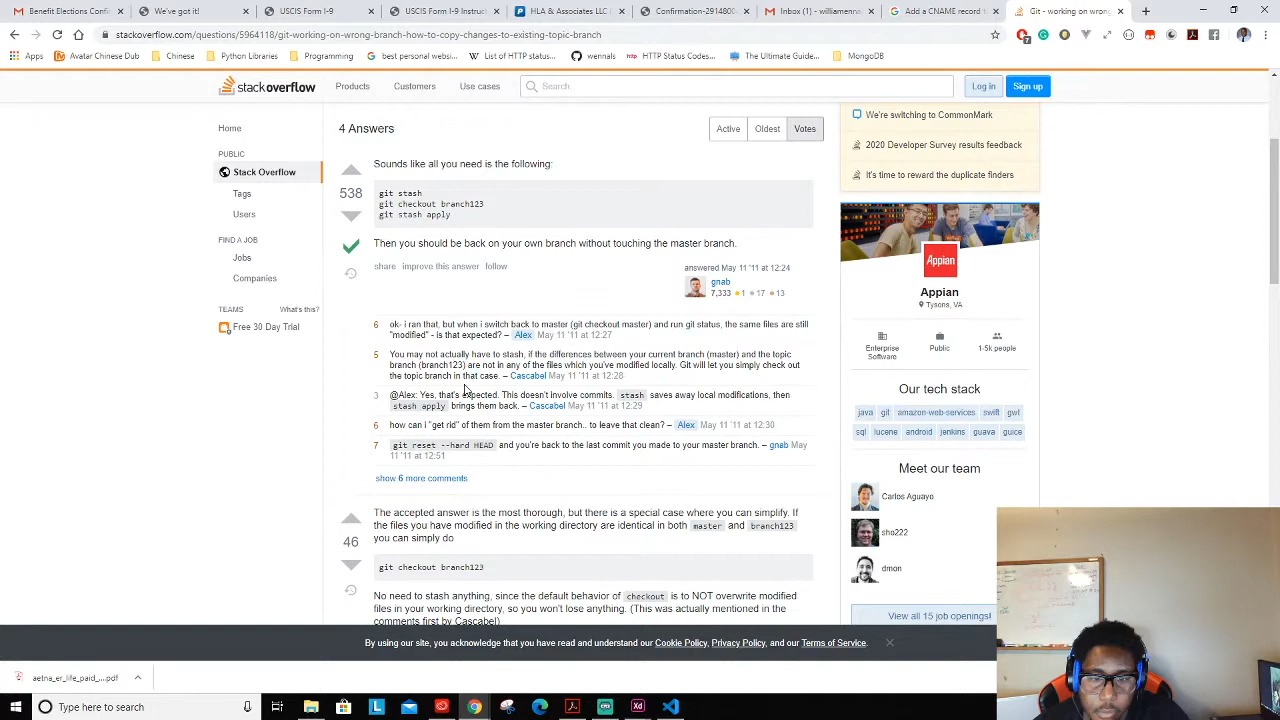 Benefit Elections Confi
We've got it!
USCIS Form I-9
USCIS Form I-9 Instruc
HLA & Associates LLC
Confirmation-2914800
Inbox (1) - williamenna
Add a CNAME record t
Git - working on wrong
stackoverflow.com/questions/5964118/git-working-on-wrong-branch-how-to-copy-changes-to-existing-topic-branch
7
Apps
Avatar Cubes Dub
Chinese
Programming
best personal websi...
List of HTTP status...
wennals
HTTP Status Codes...
The Ultimate Guide...
MongoDB
stackoverflow
Products
Customers
Use cases
Search...
Log in
Sign up
Home
PUBLIC
Stack Overflow
Tags
Users
FIND A JOB
Jobs
Companies
TEAMS What's this?
Free 30 Day Trial
4 Answers
Active Oldest Votes
538
Sounds like all you need is the following:
git stash
git checkout branch123
git stash apply
Then you should be back on your own branch without touching the master branch.
share improve this answer follow
answered May 11 '11 at 12:24
gnab
7,333 1 17 13
6 ok- i ran that, but when i switch back to master (git checkout master) and run git status, the same files are still
"modified" - is that expected? – Alex May 11 '11 at 12:27
5 You may not actually have to stash, if the differences between your current branch (master) and the topic
branch (branch123) are not in any of the files which you've modified locally. Git will let you simply check out
the topic branch in that case. – Cascabel May 11 '11 at 12:28
3 @Alex: Yes, that's expected. This doesn't involve commits. stash saves away local modifications, and
stash apply brings them back. – Cascabel May 11 '11 at 12:29
6 how can i "get rid" of them from the master branch.. to leave that clean? – Alex May 11 '11 at 12:30
7 git reset --hard HEAD and you're back to the last commit you made to your master branch. – gnab May
11 '11 at 12:51
show 6 more comments
46
The accepted answer is the most thorough, but there is a special case where you can simplify. If
the files you have modified in the working directory are identical in both master and branch123
you can simply do
git checkout branch123
No need to stash anything, since the default behavior of checkout is to NOT overwrite modified
files in your working directory, so you won't lose anything. (This was actually mentioned in the
comments first by Cascabel)
We're switching to CommonMark
2020 Developer Survey results feedback
It's time to reward the duplicate finders
Appian
Appian
Tysons, VA
Enterprise
Software
Public
1-5k people
Our tech stack
java git amazon-web-services swift gwt
sql lucene android jenkins guava guice
Meet our team
Carlos Aguayo
sho222
dmon
View all 15 job openings!
By using our site, you acknowledge that you have read and understand our Cookie Policy, Privacy Policy, and our Terms of Service.
aetna_er_life_paid_....pdf
Type here to search